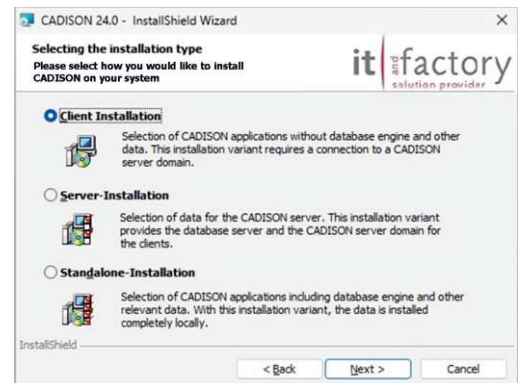 CADISON 24.0 - InstallShield Wizard
Selecting the installation type
Please select how you would like to install
CADISON on your system
it and factory
solution provider
Client Installation
Selection of CADISON applications without database engine and other
data. This installation variant requires a connection to a CADISON
server domain.
Server-Installation
Selection of data for the CADISON server. This installation variant
provides the database server and the CADISON server domain for
the clients.
Standalone-Installation
Selection of CADISON applications including database engine and other
relevant data. With this installation variant, the data is installed
completely locally.
InstallShield
< Back
Next >
Cancel